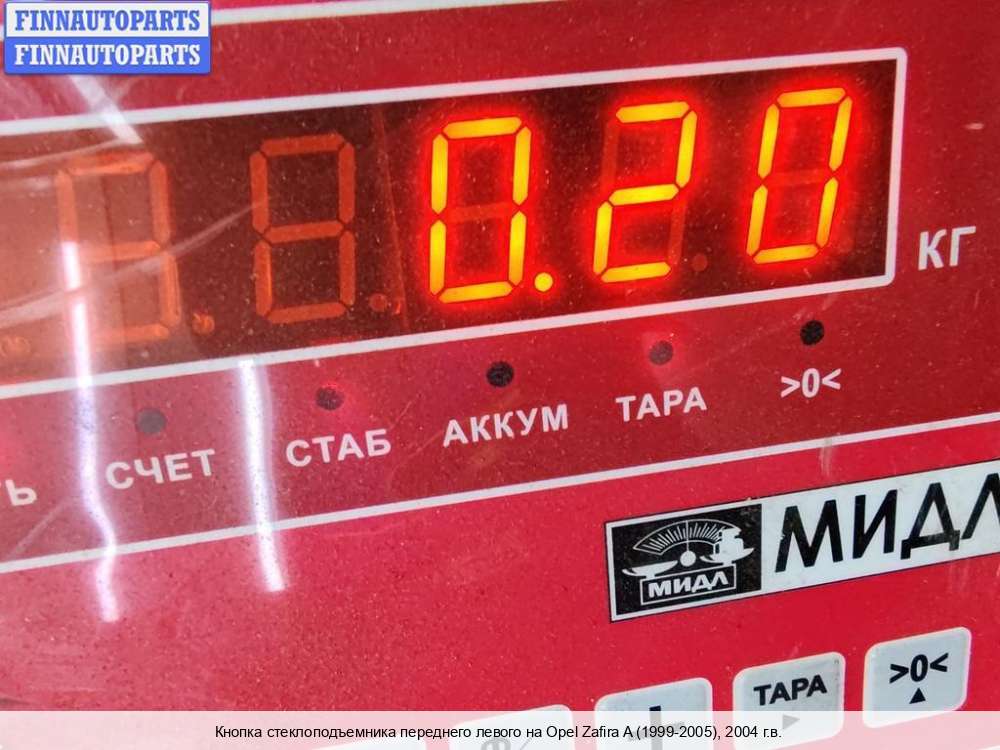 FINNAUTOPARTS
FINNAUTOPARTS
0.20
КГ
СЧЕТ
СТАБ
АККУМ
ТАРА
>0<
МИДЛ
МИДЛ
ТАРА
>0<
Кнопка стеклоподъемника переднего левого на Opel Zafira A (1999-2005), 2004 г.в.